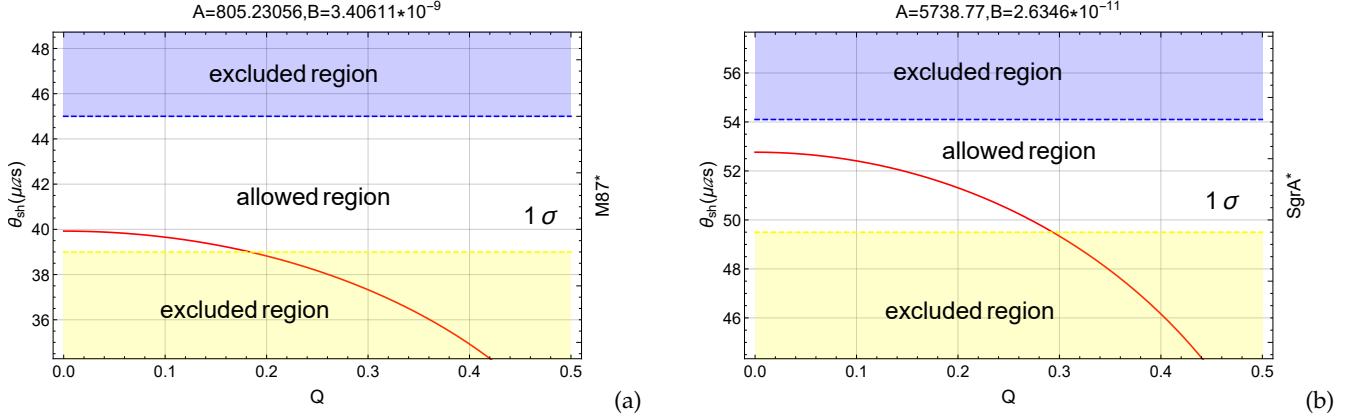 A=805.23056,B=3.40611*10⁻⁹
48
46
44
42
40
38
36
θsh(μas)
excluded region
allowed region
1 σ
excluded region
M87*
0.0 0.1 0.2 0.3 0.4 0.5
Q
(a)
A=5738.77,B=2.6346*10⁻¹¹
56
54
52
50
48
46
θsh(μas)
excluded region
allowed region
1 σ
excluded region
SgrA*
0.0 0.1 0.2 0.3 0.4 0.5
Q
(b)